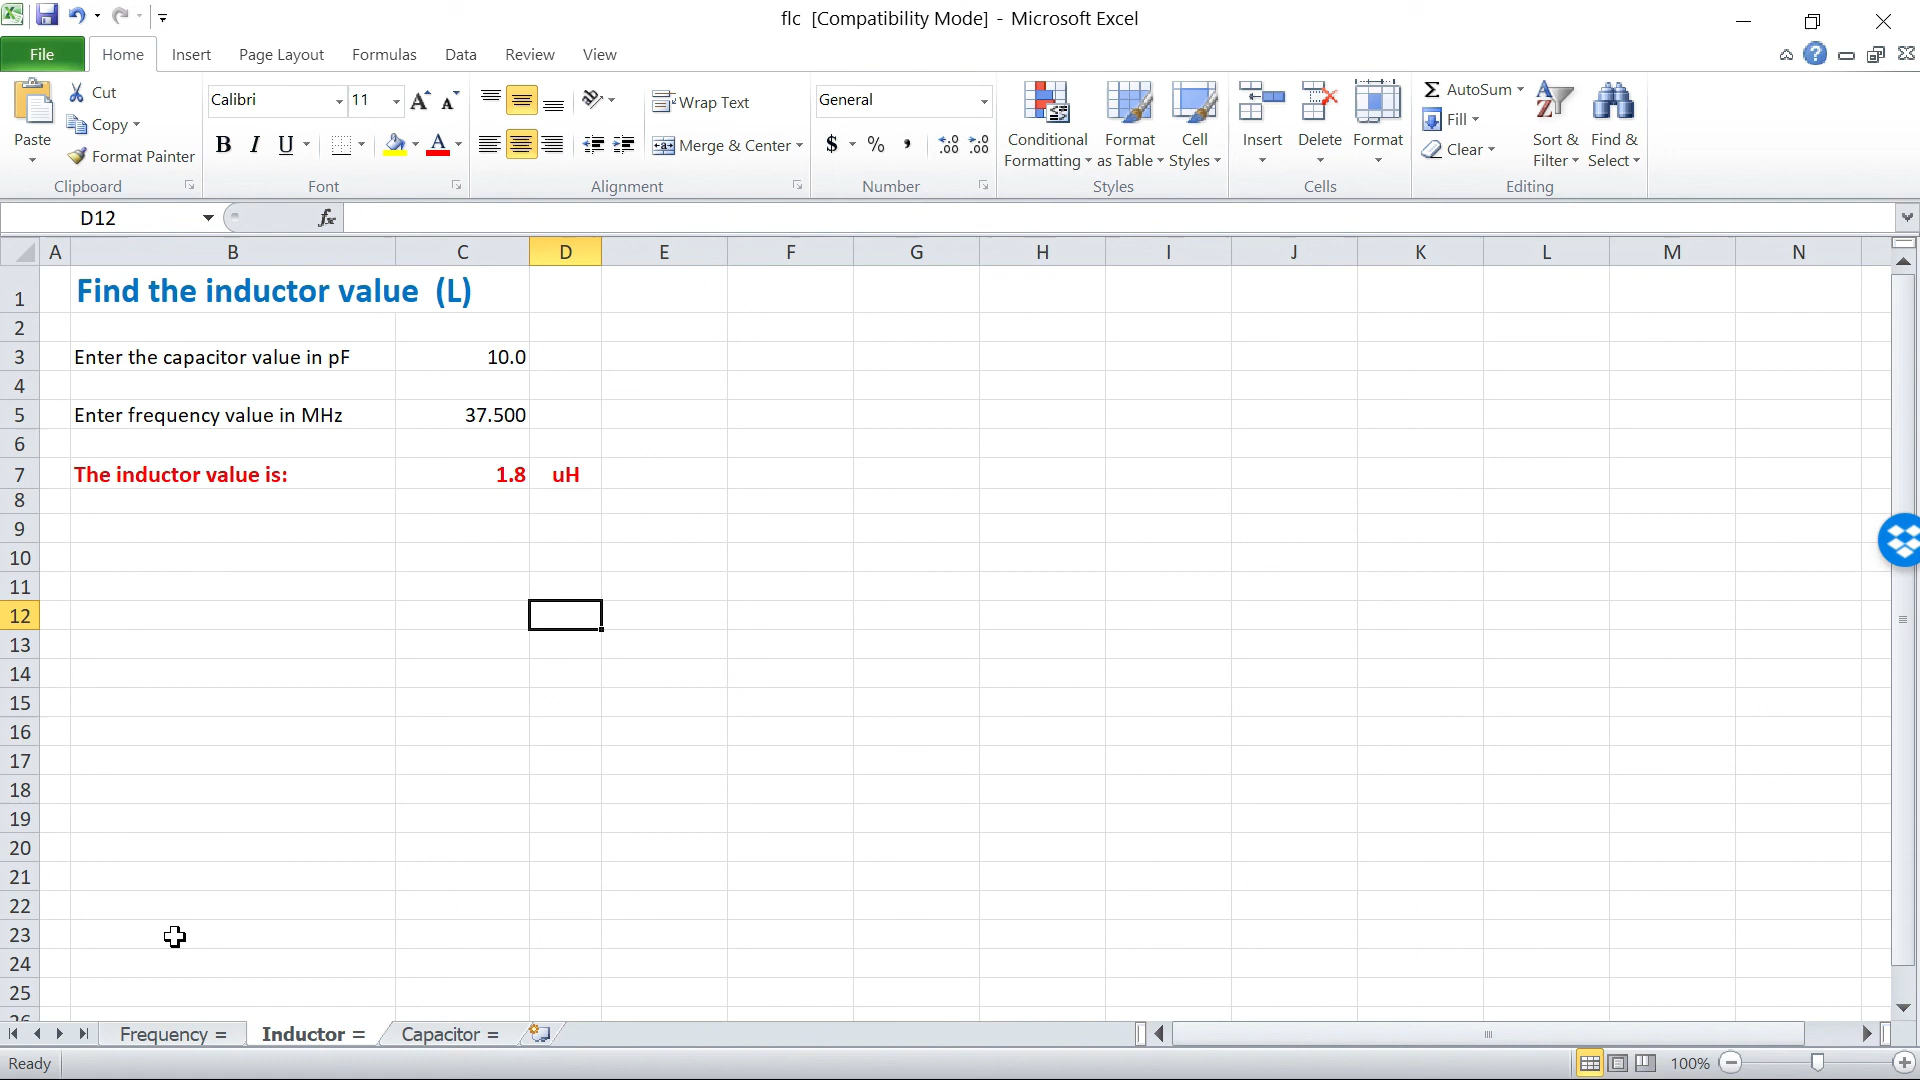 flc [Compatibility Mode] - Microsoft Excel
File Home Insert Page Layout Formulas Data Review View
Paste
Cut
Copy
Format Painter
Clipboard
Calibri 11
A A
B I U A
Font
Wrap Text
Merge & Center
Alignment
General
$ % , .0 .00 .00 .0
Number
Conditional Formatting
Format as Table
Cell Styles
Styles
Insert
Delete
Format
Cells
Σ AutoSum
Fill
Clear
Sort & Filter
Find & Select
Editing
D12 fx
A B C D E F G H I J K L M N
1 Find the inductor value (L)
2
3 Enter the capacitor value in pF 10.0
4
5 Enter frequency value in MHz 37.500
6
7 The inductor value is: 1.8 uH
8
9
10
11
12
13
14
15
16
17
18
19
20
21
22
23
24
25
26
Frequency = Inductor = Capacitor =
Ready 100%